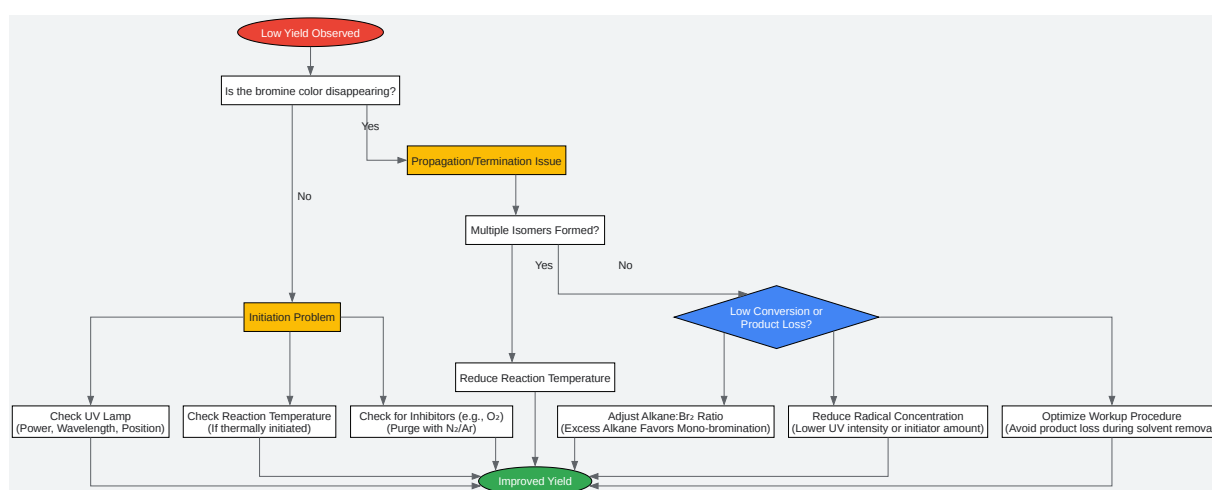 Low Yield Observed
Is the bromine color disappearing?
Yes
Propagation/Termination Issue
No
Multiple Isomers Formed?
Yes
No
Initiation Problem
Low Conversion or
Product Loss?
Reduce Reaction Temperature
Check UV Lamp
(Power, Wavelength, Position)
Check Reaction Temperature
(If thermally initiated)
Check for Inhibitors (e.g., O₂)
(Purge with N₂/Ar)
Adjust Alkane:Br₂ Ratio
(Excess Alkane Favors Mono-bromination)
Reduce Radical Concentration
(Lower UV intensity or initiator amount)
Optimize Workup Procedure
(Avoid product loss during solvent remova
Improved Yield